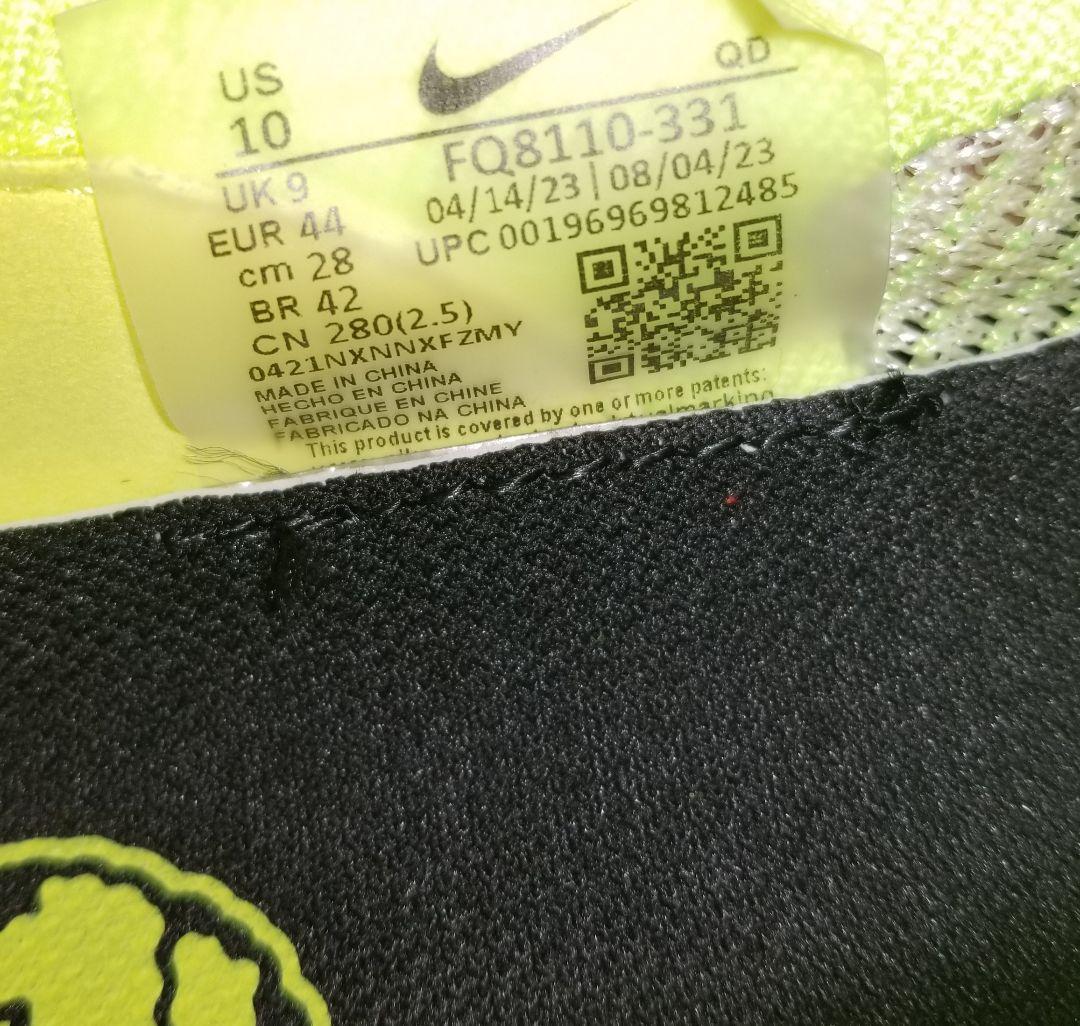 US
10
UK 9
EUR 44
cm 28
BR 42
CN 280(2.5)
0421NXNNXFZMY
MADE IN CHINA
HECHO EN CHINA
FABRIQUE EN CHINE
FABRICADO NA CHINA
QD
FQ8110-331
04/14/23 | 08/04/23
UPC 00196969812485
This product is covered by one or more patents: